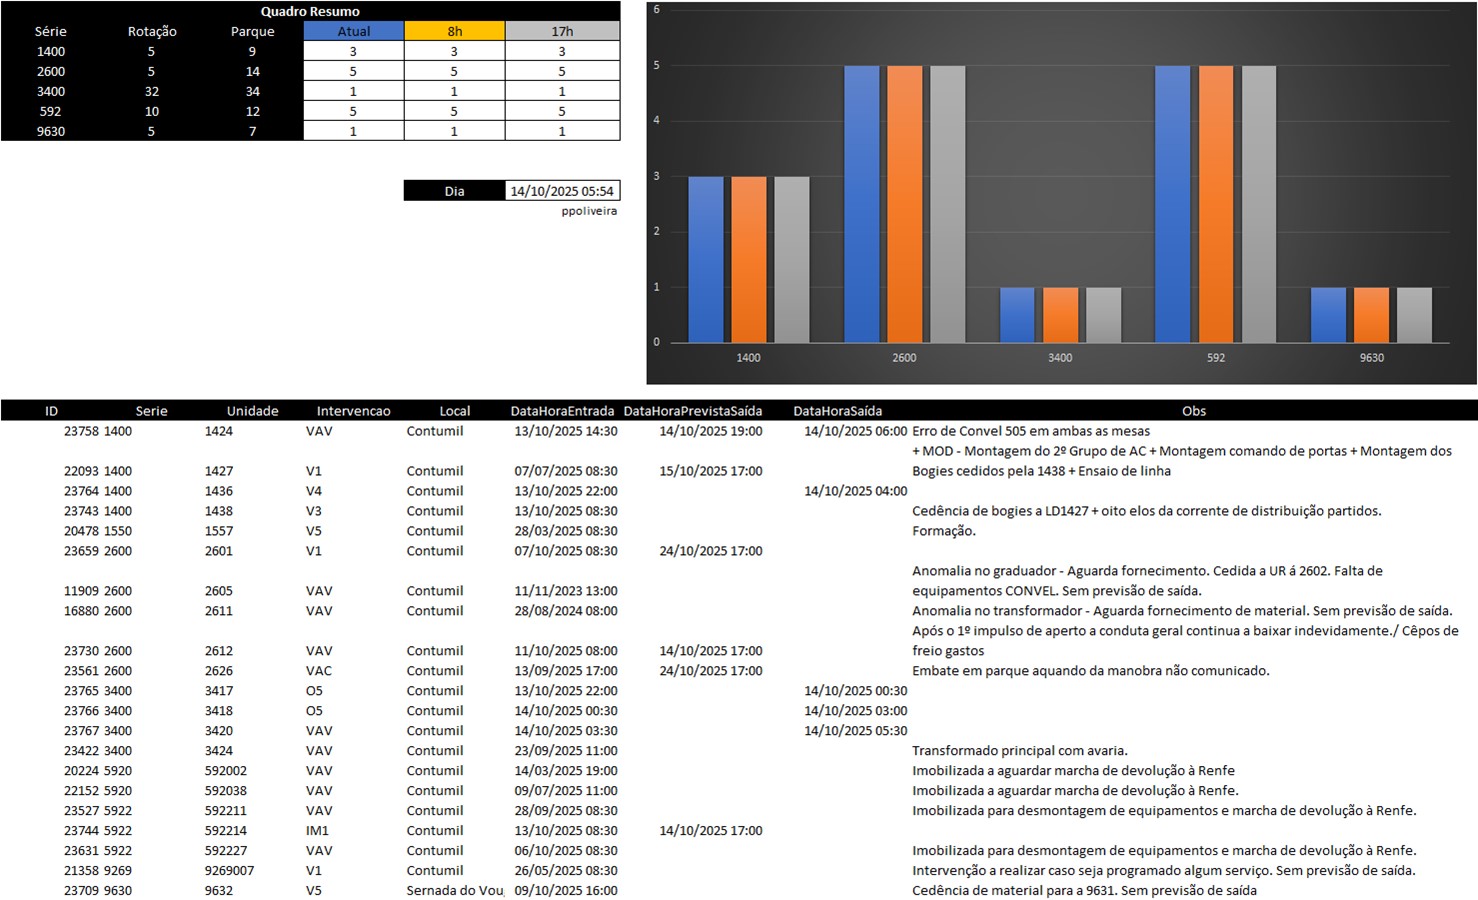 Quadro Resumo
Série Rotação Parque Atual 8h 17h
1400 5 9 3 3 3
2600 5 14 5 5 5
3400 32 34 1 1 1
592 10 12 5 5 5
9630 5 7 1 1 1
Dia 14/10/2025 05:54
ppoliveira
6
5
4
3
2
1
0
1400 2600 3400 592 9630
ID Serie Unidade Intervencao Local DataHoraEntrada DataHoraPrevistaSaída DataHoraSaída Obs
23758 1400 1424 VAV Contumil 13/10/2025 14:30 14/10/2025 19:00 14/10/2025 06:00 Erro de Convel 505 em ambas as mesas
+ MOD - Montagem do 2º Grupo de AC + Montagem comando de portas + Montagem dos
22093 1400 1427 V1 Contumil 07/07/2025 08:30 15/10/2025 17:00 Bogies cedidos pela 1438 + Ensaio de linha
23764 1400 1436 V4 Contumil 13/10/2025 22:00 14/10/2025 04:00
23743 1400 1438 V3 Contumil 13/10/2025 08:30 Cedência de bogies a LD1427 + oito elos da corrente de distribuição partidos.
20478 1550 1557 V5 Contumil 28/03/2025 08:30 Formação.
23659 2600 2601 V1 Contumil 07/10/2025 08:30 24/10/2025 17:00
Anomalia no graduador - Aguarda fornecimento. Cedida a UR á 2602. Falta de
11909 2600 2605 VAV Contumil 11/11/2023 13:00 equipamentos CONVEL. Sem previsão de saída.
16880 2600 2611 VAV Contumil 28/08/2024 08:00 Anomalia no transformador - Aguarda fornecimento de material. Sem previsão de saída.
Após o 1º impulso de aperto a conduta geral continua a baixar indevidamente./ Cêpos de
23730 2600 2612 VAV Contumil 11/10/2025 08:00 14/10/2025 17:00 freio gastos
23561 2600 2626 VAC Contumil 13/09/2025 17:00 24/10/2025 17:00 Embate em parque aquando da manobra não comunicado.
23765 3400 3417 O5 Contumil 13/10/2025 22:00 14/10/2025 00:30
23766 3400 3418 O5 Contumil 14/10/2025 00:30 14/10/2025 03:00
23767 3400 3420 VAV Contumil 14/10/2025 03:30 14/10/2025 05:30
23422 3400 3424 VAV Contumil 23/09/2025 11:00 Transformado principal com avaria.
20224 5920 592002 VAV Contumil 14/03/2025 19:00 Imobilizada a aguardar marcha de devolução à Renfe
22152 5920 592038 VAV Contumil 09/07/2025 11:00 Imobilizada a aguardar marcha de devolução à Renfe.
23527 5922 592211 VAV Contumil 28/09/2025 08:30 Imobilizada para desmontagem de equipamentos e marcha de devolução à Renfe.
23744 5922 592214 IM1 Contumil 13/10/2025 08:30 14/10/2025 17:00
23631 5922 592227 VAV Contumil 06/10/2025 08:30 Imobilizada para desmontagem de equipamentos e marcha de devolução à Renfe.
21358 9269 9269007 V1 Contumil 26/05/2025 08:30 Intervenção a realizar caso seja programado algum serviço. Sem previsão de saída.
23709 9630 9632 V5 Sernada do Vou 09/10/2025 16:00 Cedência de material para a 9631. Sem previsão de saída